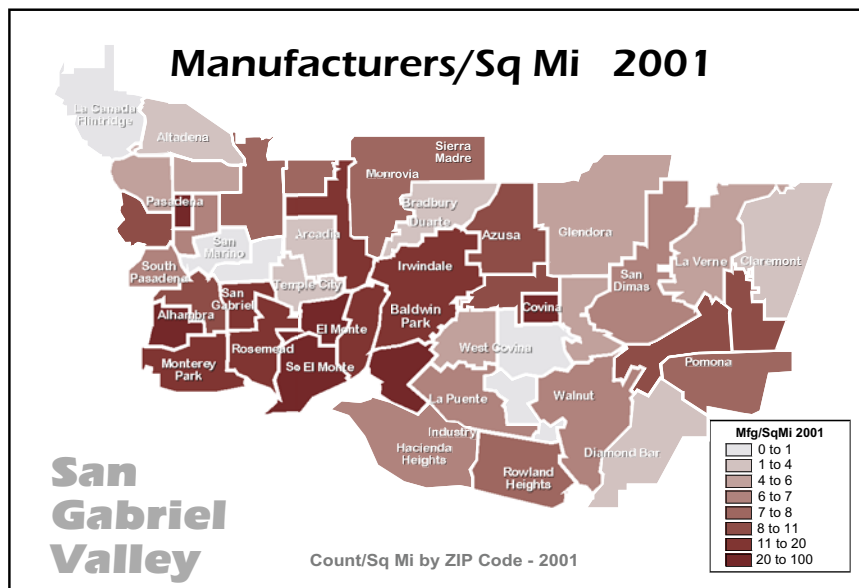 Manufacturers/Sq Mi 2001
La Canada
Flintridge
Altadena
Sierra
Madre
Monrovia
Pasadena
Bradbury
Duarte
Arcadia
Azusa
Glendora
San
Marino
La Verne
Claremont
South
Pasadena
Irwindale
San
Dimas
Temple City
San
Gabriel
Alhambra
Baldwin
Park
Covina
El Monte
Rosemead
West Covina
Monterey
Park
So El Monte
Pomona
La Puente
Walnut
Industry
Hacienda
Heights
Diamond Bar
Rowland
Heights
Mfg/SqMi 2001
0 to 1
1 to 4
4 to 6
6 to 7
7 to 8
8 to 11
11 to 20
20 to 100
San
Gabriel
Valley
Count/Sq Mi by ZIP Code - 2001